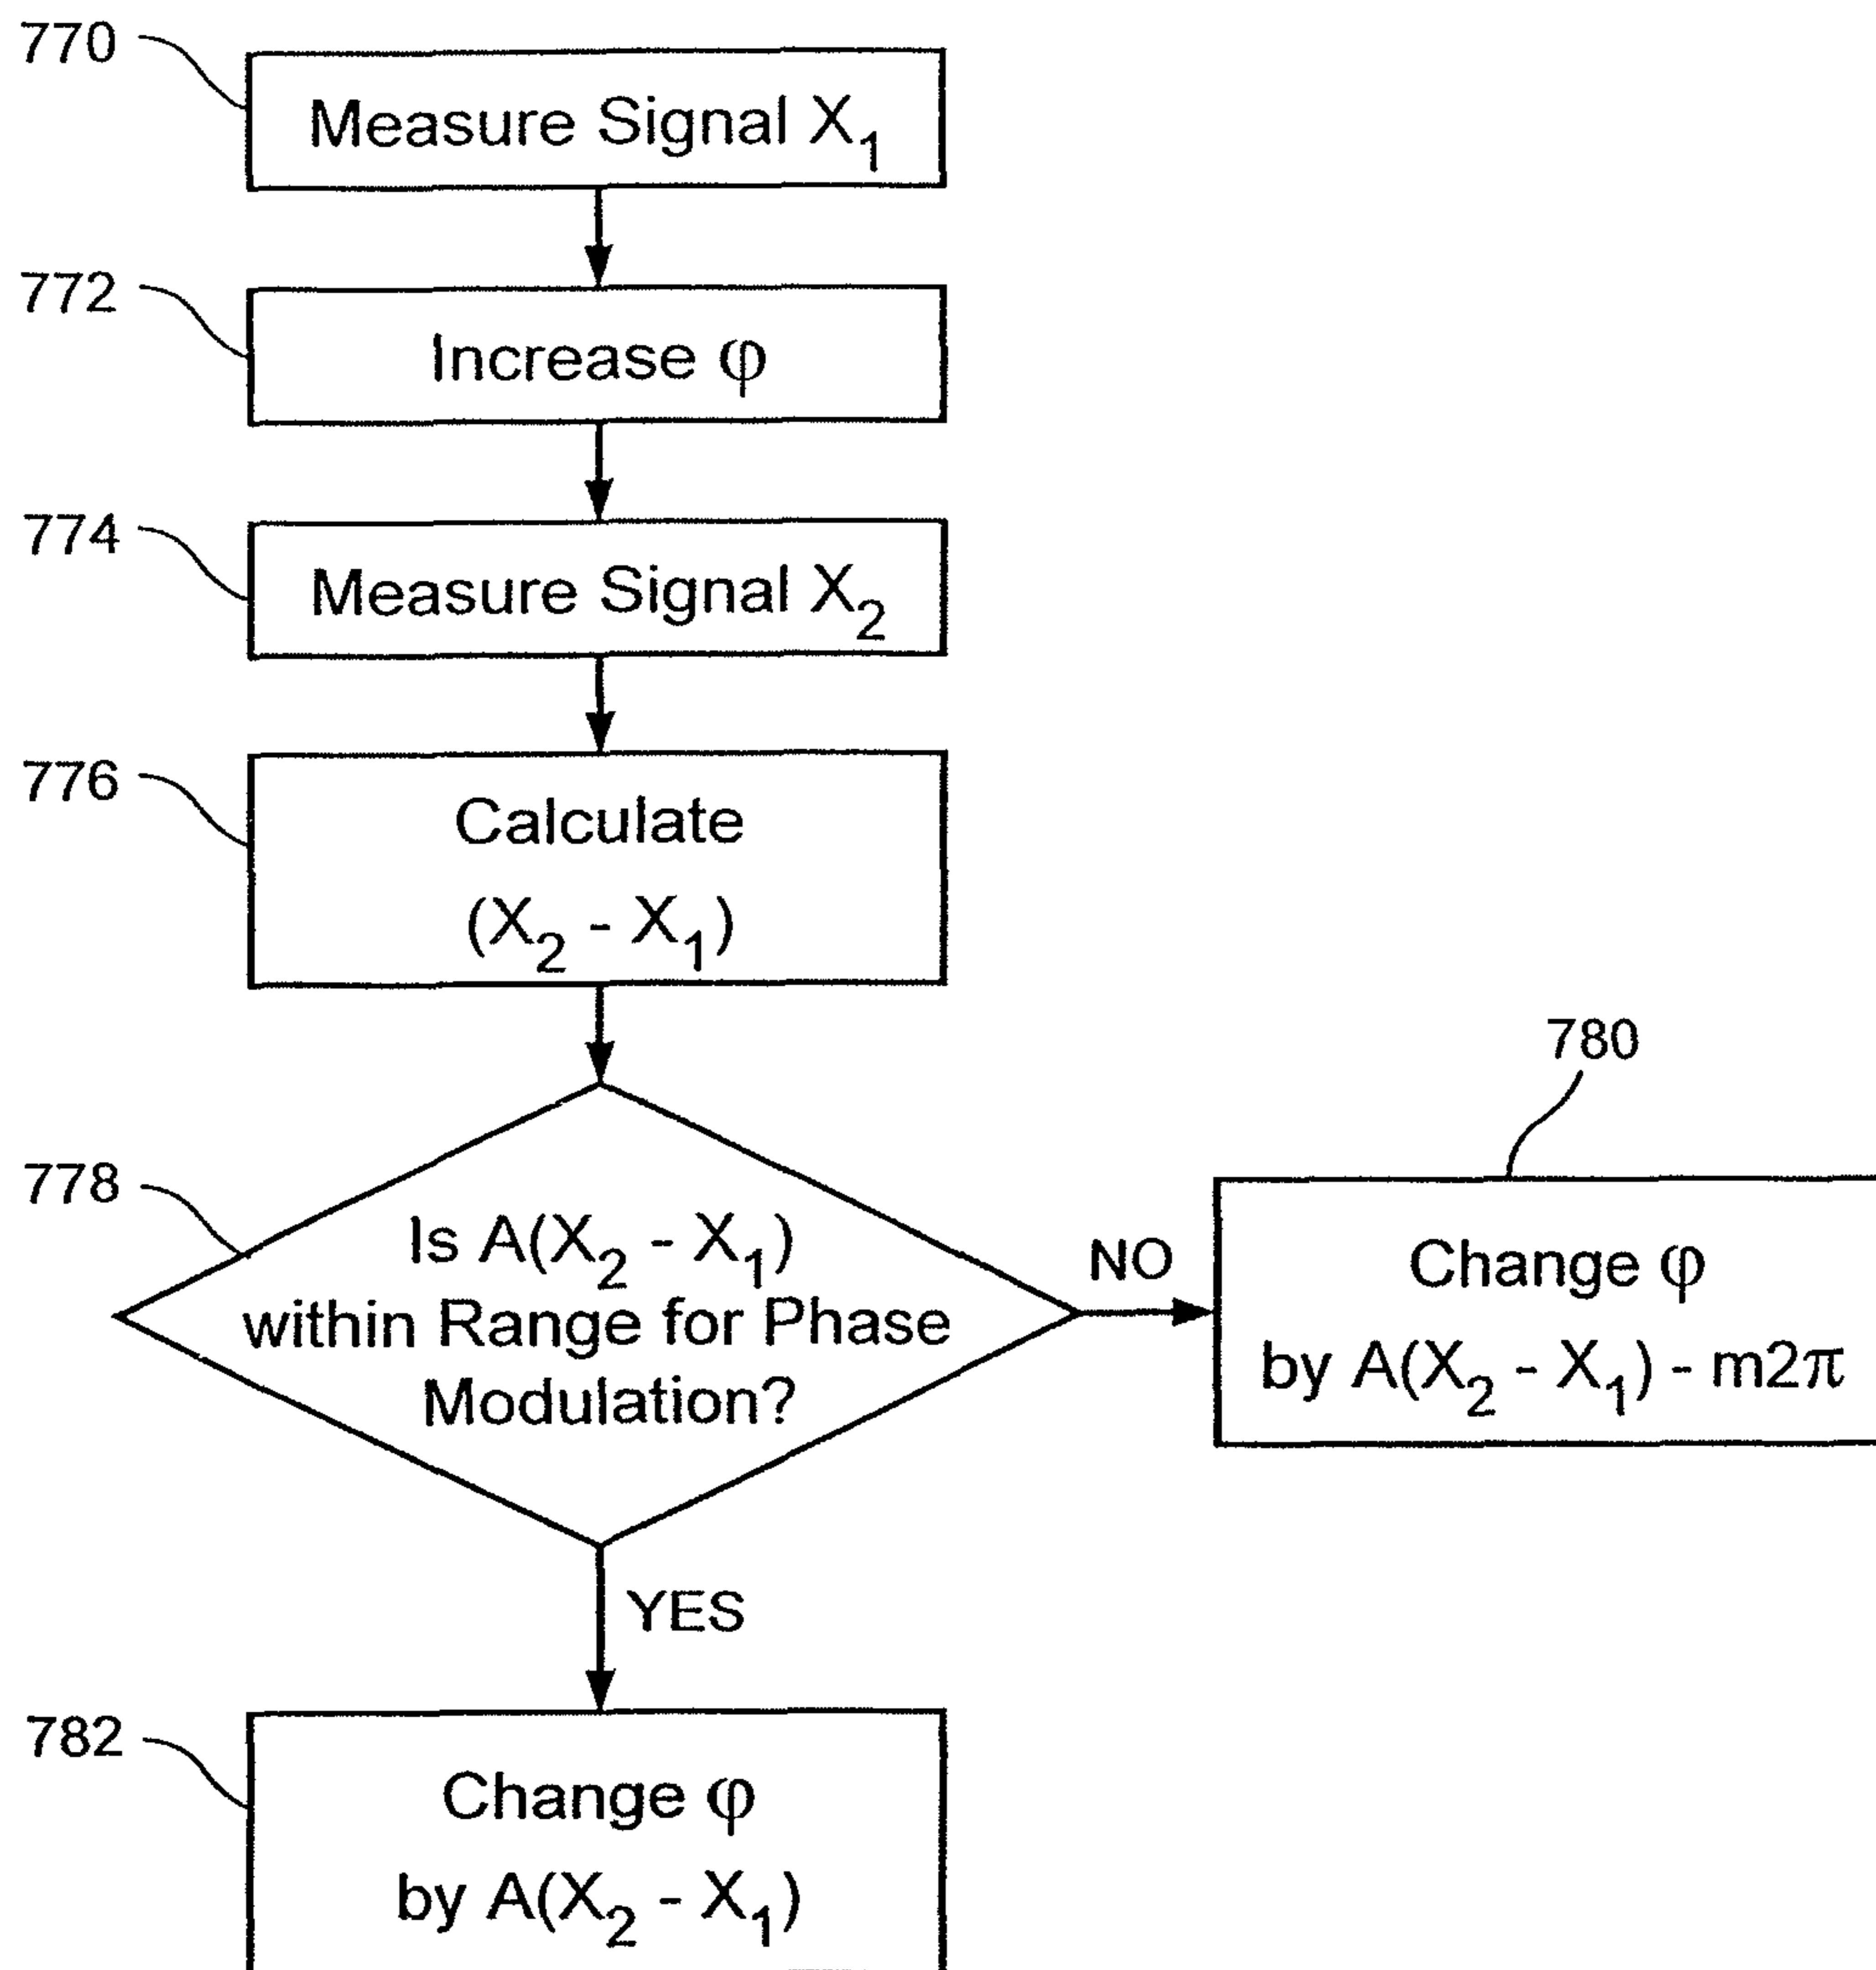 770
Measure Signal X₁
772
Increase φ
774
Measure Signal X₂
776
Calculate
(X₂ - X₁)
778
Is A(X₂ - X₁)
within Range for Phase
Modulation?
NO
780
Change φ
by A(X₂ - X₁) - m2π
YES
782
Change φ
by A(X₂ - X₁)